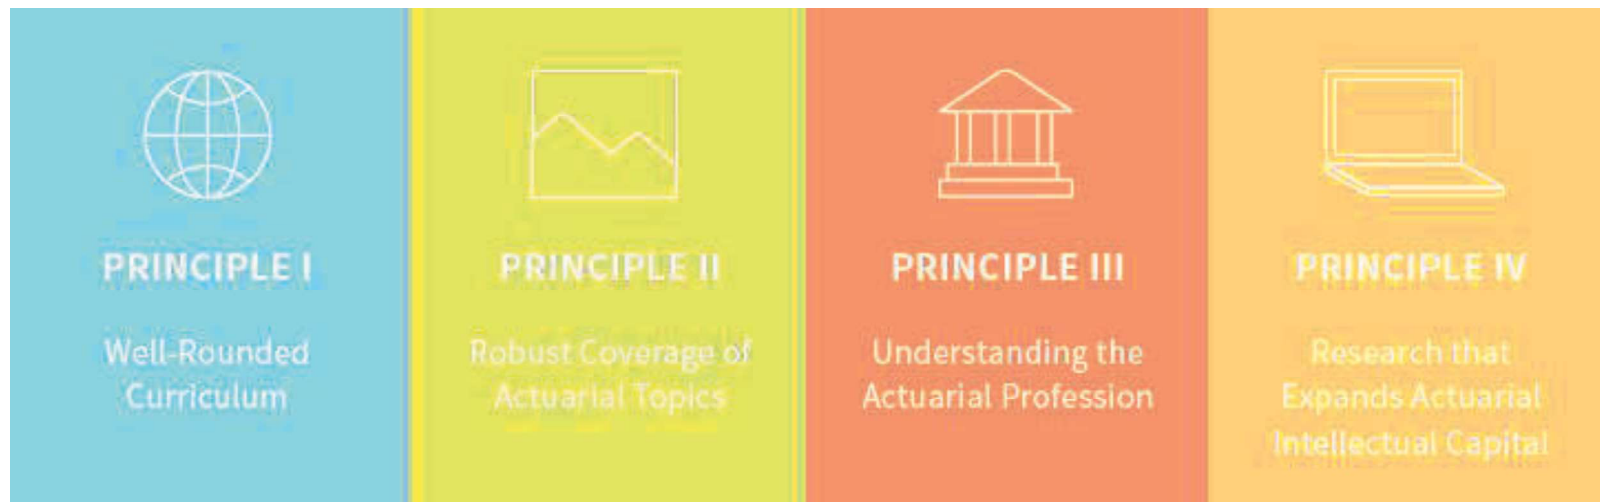 PRINCIPLE I
Well-Rounded
Curriculum
PRINCIPLE II
Robust Coverage of
Actuarial Topics
PRINCIPLE III
Understanding the
Actuarial Profession
PRINCIPLE IV
Research that
Expands Actuarial
Intellectual Capital